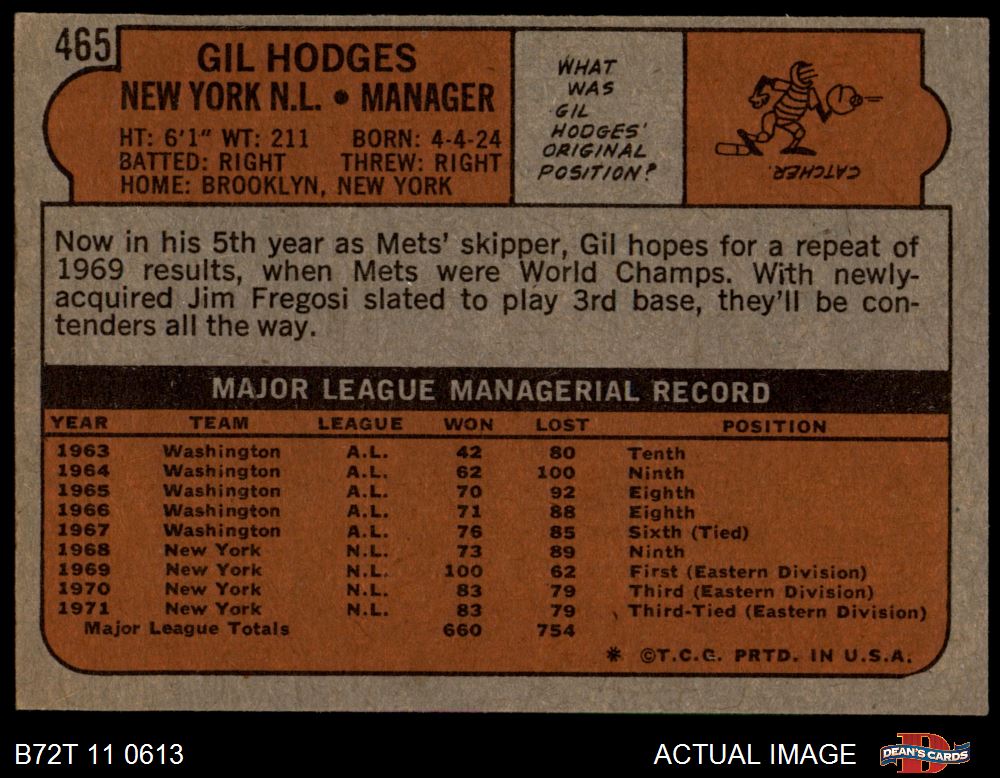 465
GIL HODGES
NEW YORK N.L. • MANAGER
HT: 6'1" WT: 211 BORN: 4-4-24
BATTED: RIGHT THREW: RIGHT
HOME: BROOKLYN, NEW YORK
WHAT
WAS
GIL
HODGES'
ORIGINAL
POSITION?
CATCHER.
Now in his 5th year as Mets' skipper, Gil hopes for a repeat of
1969 results, when Mets were World Champs. With newly-
acquired Jim Fregosi slated to play 3rd base, they'll be con-
tenders all the way.
MAJOR LEAGUE MANAGERIAL RECORD
YEAR TEAM LEAGUE WON LOST POSITION
1963 Washington A.L. 42 80 Tenth
1964 Washington A.L. 62 100 Ninth
1965 Washington A.L. 70 92 Eighth
1966 Washington A.L. 71 88 Eighth
1967 Washington A.L. 76 85 Sixth (Tied)
1968 New York N.L. 73 89 Ninth
1969 New York N.L. 100 62 First (Eastern Division)
1970 New York N.L. 83 79 Third (Eastern Division)
1971 New York N.L. 83 79 Third-Tied (Eastern Division)
Major League Totals 660 754
* ©T.C.G. PRTD. IN U.S.A.
B72T 11 0613 ACTUAL IMAGE DEAN'S CARDS